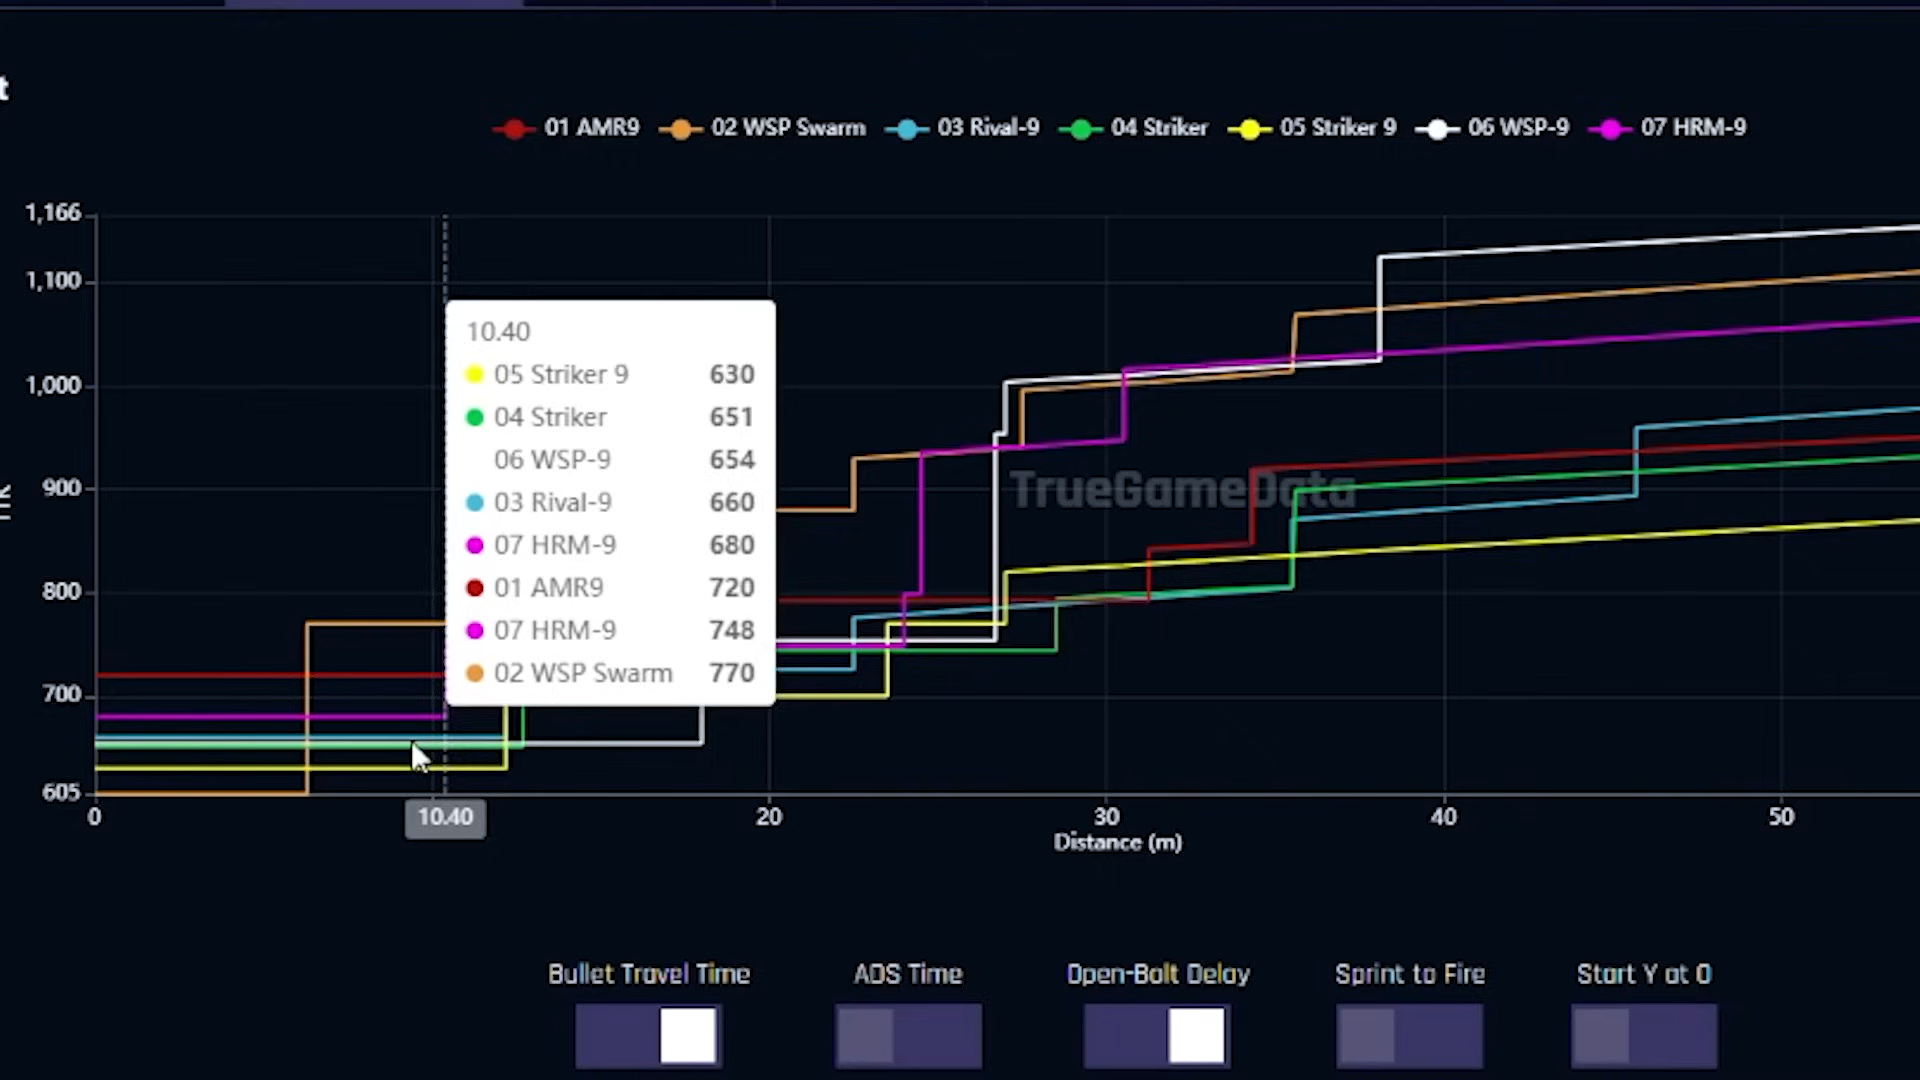 t
01 AMR9 02 WSP Swarm 03 Rival-9 04 Striker 05 Striker 9 06 WSP-9 07 HRM-9
1,166
1,100
1,000
900
800
700
605
10.40
05 Striker 9 630
04 Striker 651
06 WSP-9 654
03 Rival-9 660
07 HRM-9 680
01 AMR9 720
07 HRM-9 748
02 WSP Swarm 770
TrueGameData
0 10.40 20 30 40 50
Distance (m)
Bullet Travel Time ADS Time Open-Bolt Delay Sprint to Fire Start Y at 0